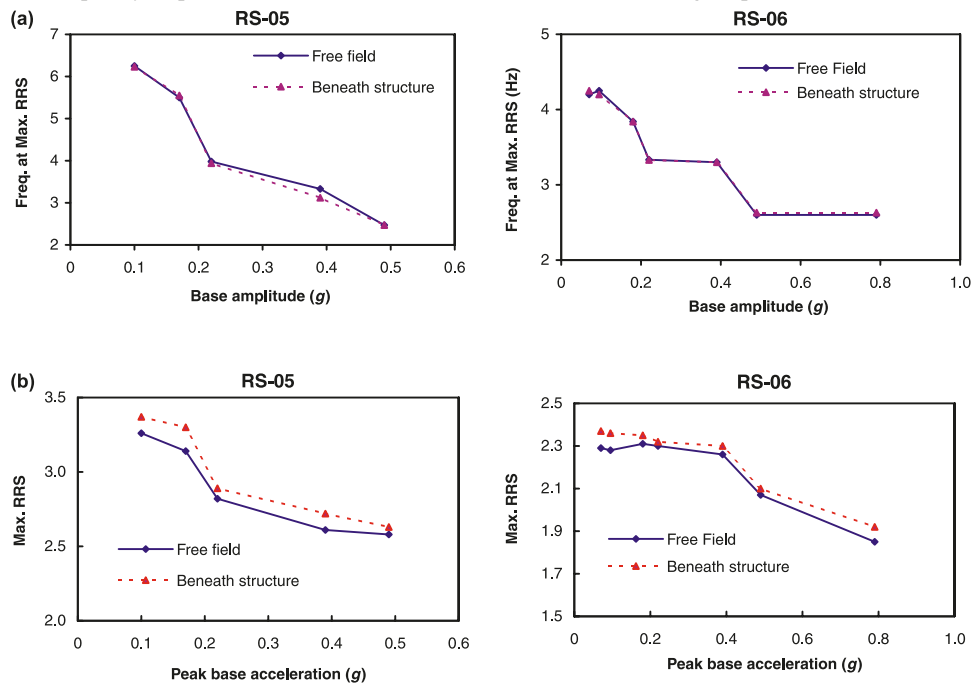 (a)
RS-05
Freq. at Max. RRS
7
6
5
4
3
2
0
0.1
0.2
0.3
0.4
0.5
0.6
Base amplitude (g)
Free field
Beneath structure
RS-06
Freq. at Max. RRS (Hz)
5
4
3
2
0
0.2
0.4
0.6
0.8
1.0
Base amplitude (g)
Free Field
Beneath structure
(b)
RS-05
Max. RRS
3.5
3.0
2.5
2.0
0
0.1
0.2
0.3
0.4
0.5
0.6
Peak base acceleration (g)
Free field
Beneath structure
RS-06
Max. RRS
2.5
2.3
2.1
1.9
1.7
1.5
0
0.2
0.4
0.6
0.8
1.0
Peak base acceleration (g)
Free Field
Beneath structure